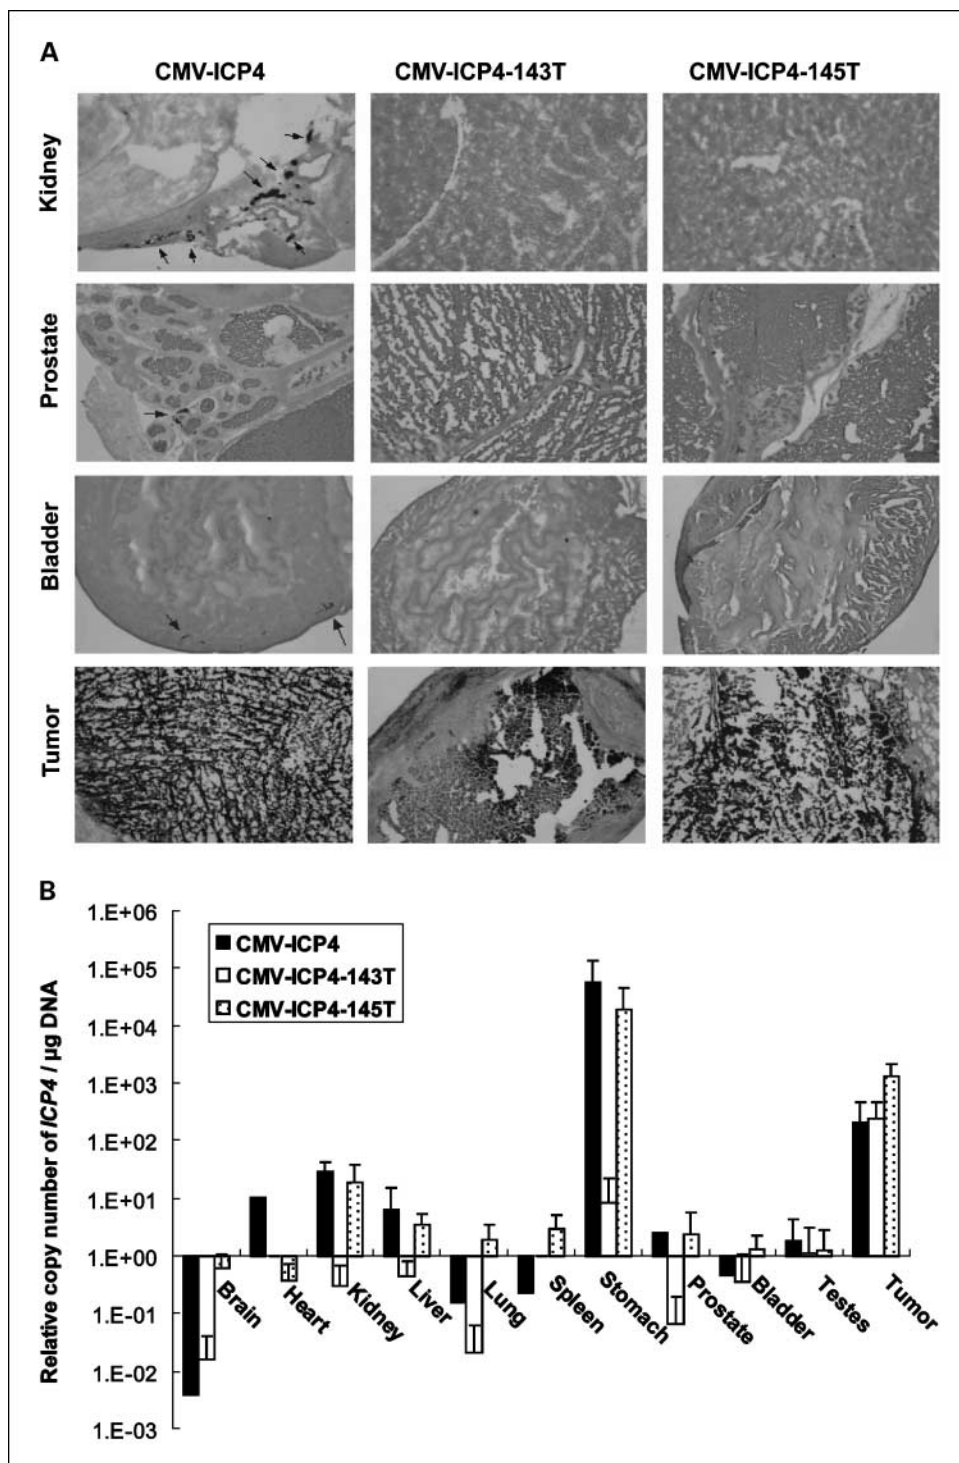 A
CMV-ICP4 CMV-ICP4-143T CMV-ICP4-145T
Kidney
Prostate
Bladder
Tumor
B
Relative copy number of ICP4 / µg DNA
1.E+06
1.E+05
1.E+04
1.E+03
1.E+02
1.E+01
1.E+00
1.E-01
1.E-02
1.E-03
CMV-ICP4
CMV-ICP4-143T
CMV-ICP4-145T
Brain
Heart
Kidney
Liver
Lung
Spleen
Stomach
Prostate
Bladder
Testes
Tumor